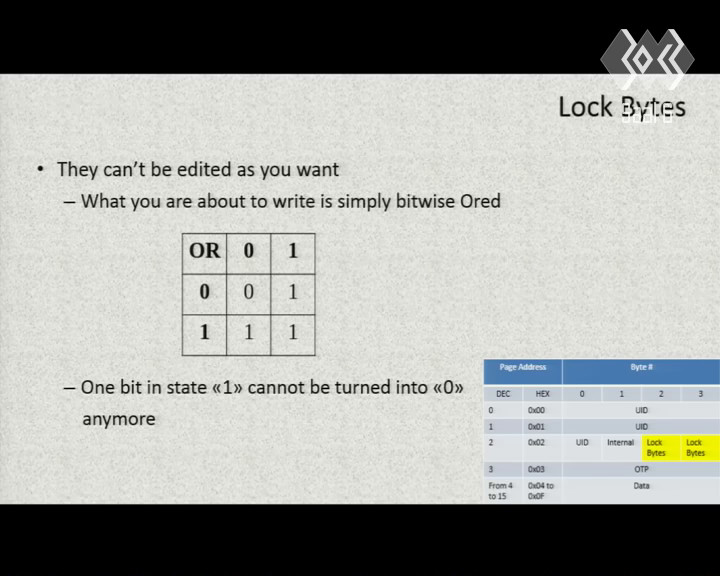 Lock Bytes
• They can't be edited as you want
– What you are about to write is simply bitwise Ored
OR 0 1
0 0 1
1 1 1
– One bit in state «1» cannot be turned into «0»
anymore
Page Address Byte #
DEC HEX 0 1 2 3
0 0x00 UID
1 0x01 UID
2 0x02 UID Internal Lock Bytes Lock Bytes
3 0x03 OTP
From 4 to 15 0x04 to 0x0F Data